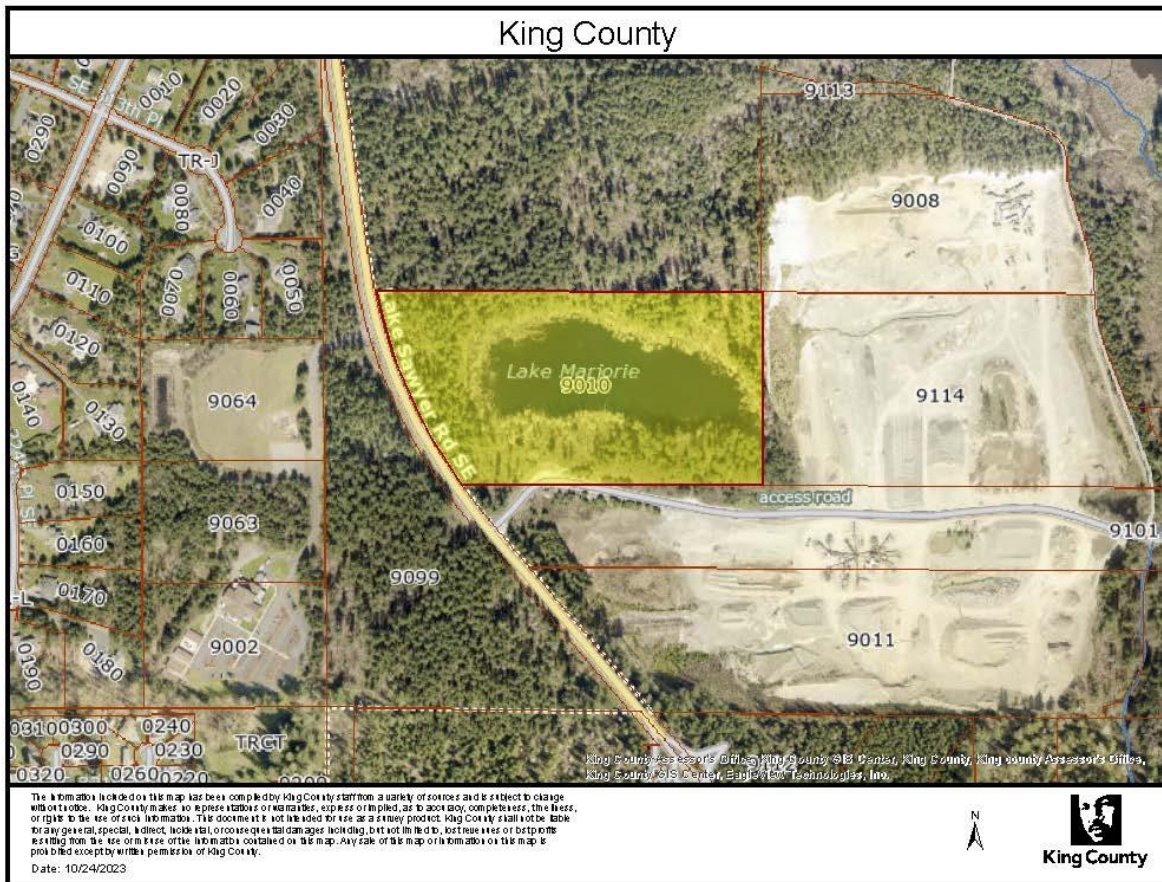 King County
9113
0010
0020
0290
SE
0030
TR-J
0090
0080
0040
9008
0100
0110
0070
0060
0050
0120
Lake Sawyer Rd SE
Lake Marjorie
9010
0140
0130
9064
9114
0150
access road
9063
9101
0160
0170
-L
9099
9002
9011
0190
0180
0310
0300
0240
TRCT
0290
0230
0320
0260
0220
King County Assessor's Office, King County GIS Center, King County, King county Assessor's Office,
King County GIS Center, EagleView Technologies, Inc.
The information included on this map has been compiled by King County staff from a variety of sources and is subject to change
without notice. King County makes no representations or warranties, express or implied, as to accuracy, completeness, timeliness,
or rights to the use of such information. This document is not intended for use as a survey product. King County shall not be liable
for any general, special, indirect, incidental, or consequential damages including, but not limited to, lost revenues or lost profits
resulting from the use or misuse of the information contained on this map. Any sale of this map or information on this map is
prohibited except by written permission of King County.
Date: 10/24/2023
N
King County